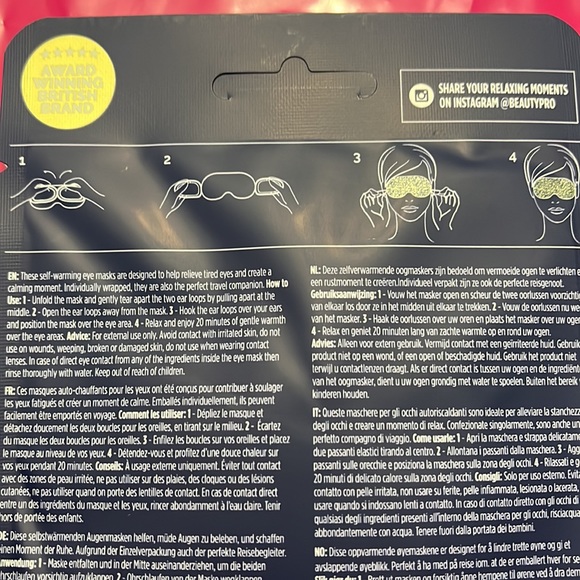 AWARD
WINNING
BRITISH
BRAND
SHARE YOUR RELAXING MOMENTS
ON INSTAGRAM @BEAUTYPRO
1
2
3
4
EN: These self-warming eye masks are designed to help relieve tired eyes and create a
calming moment. Individually wrapped, they are also the perfect travel companion. How to
Use: 1 - Unfold the mask and gently tear apart the two ear loops by pulling apart at the
middle. 2 - Open the ear loops away from the mask. 3 - Hook the ear loops over your ears
and position the mask over the eye area. 4 - Relax and enjoy 20 minutes of gentle warmth
over the eye areas. Advice: For external use only. Avoid contact with irritated skin, do not
use on wounds, weeping, broken or damaged skin, do not use when wearing contact
lenses. In case of direct eye contact from any of the ingredients inside the eye mask then
rinse thoroughly with water. Keep out of reach of children.
FR: Ces masques auto-chauffants pour les yeux ont été conçus pour contribuer à soulager
les yeux fatigués et créer un moment de calme. Emballés individuellement, ils peuvent
facilement être emportés en voyage. Comment les utiliser: 1 - Dépliez le masque et
détachez doucement les deux boucles pour les oreilles, en tirant sur le milieu. 2 - Écartez
du masque les deux boucles pour les oreilles. 3 - Enfilez les boucles sur vos oreilles et placez
le masque au niveau de vos yeux. 4 - Détendez-vous et profitez d'une douce chaleur sur
vos yeux pendant 20 minutes. Conseils: À usage externe uniquement. Éviter tout contact
avec des zones de peau irritée, ne pas utiliser sur des plaies, des cloques ou des lésions
cutanées, ne pas utiliser quand on porte des lentilles de contact. En cas de contact direct
entre un des ingrédients du masque et les yeux, rincer abondamment à l'eau claire. Tenir
hors de portée des enfants.
DE: Diese selbstwärmenden Augenmasken helfen, müde Augen zu beleben, und schaffen
einen Moment der Ruhe. Aufgrund der Einzelverpackung auch der perfekte Reisebegleiter.
Anwendung: 1 - Maske entfalten und in der Mitte auseinanderziehen, um die beiden
Ohrschlaufen vorsichtig aufzuklappen. 2 - Ohrschlaufen von der Maske wegklappen.
NL: Deze zelfverwarmende oogmaskers zijn bedoeld om vermoeide ogen te verlichten e
een rustmoment te creëren.Individueel verpakt zijn ze ook de perfecte reisgenoot.
Gebruiksaanwijzing: 1 - Vouw het masker open en scheur de twee oorlussen voorzichtig
van elkaar los door ze in het midden uit elkaar te trekken. 2 - Vouw de oorlussen nu we
van het masker. 3 - Haak de oorlussen over uw oren en plaats het masker over uw ogen
4 - Relax en geniet 20 minuten lang van zachte warmte op en rond uw ogen.
Advies: Alleen voor extern gebruik. Vermijd contact met een geïrriteerde huid. Gebruik
product niet op een wond, of een open of beschadigde huid. Gebruik het product niet
terwijl u contactlenzen draagt. Als er direct contact is tussen uw ogen en de ingrediënte
van het oogmasker, dient u uw ogen grondig met water te spoelen. Buiten het bereik
kinderen houden.
IT: Queste maschere per gli occhi autoriscaldanti sono ideate per alleviare la stanchezz
degli occhi e creare un momento di relax. Confezionate singolarmente, sono anche un
perfetto compagno di viaggio. Come usarle: 1 - Apri la maschera e strappa delicatame
due passanti elastici tirando al centro. 2 - Allontana i passanti dalla maschera. 3 - Agg
passanti sulle orecchie e posiziona la maschera sulla zona degli occhi. 4 - Rilassati e g
20 minuti di delicato calore sulla zona degli occhi. Consigli: Solo per uso esterno. Evita
contatto con pelle irritata, non usare su ferite, pelle infiammata, lesionata o lacerata,
usare quando si indossano lenti a contatto. In caso di contatto diretto con gli occhi di
qualsiasi degli ingredienti presenti all'interno della maschera per gli occhi, risciacqua
abbondantemente con acqua. Tenere fuori dalla portata dei bambini.
NO: Disse oppvarmede øyemaskene er designet for å lindre trette øyne og gi et
avslappende øyeblikk. Perfekt å ha med på reise iom. at de er emballert hver for se